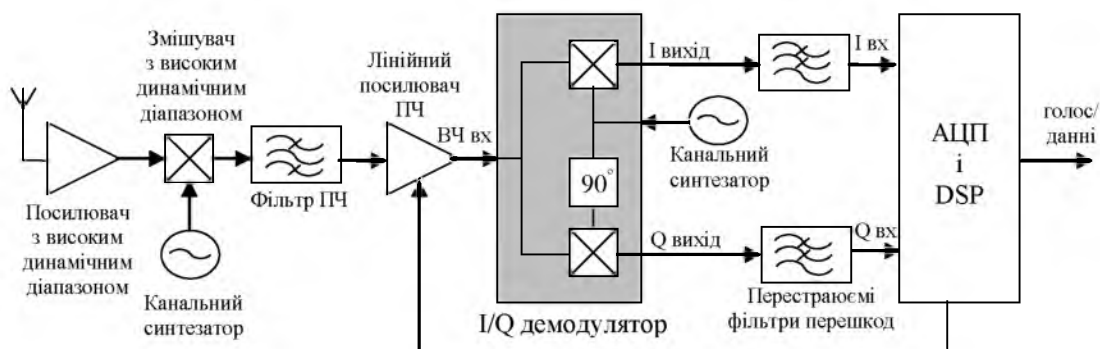 Змішувач
з високим
динамічним
діапазоном
Лінійний
посилювач
ПЧ
ВЧ вх
Фільтр ПЧ
Посилювач
з високим
динамічним
діапазоном
Канальний
синтезатор
I вихід
90°
Канальний
синтезатор
Q вихід
I/Q демодулятор
I вх
Q вх
Перестраюємі
фільтри перешкод
АЦП
і
DSP
голос/
данні